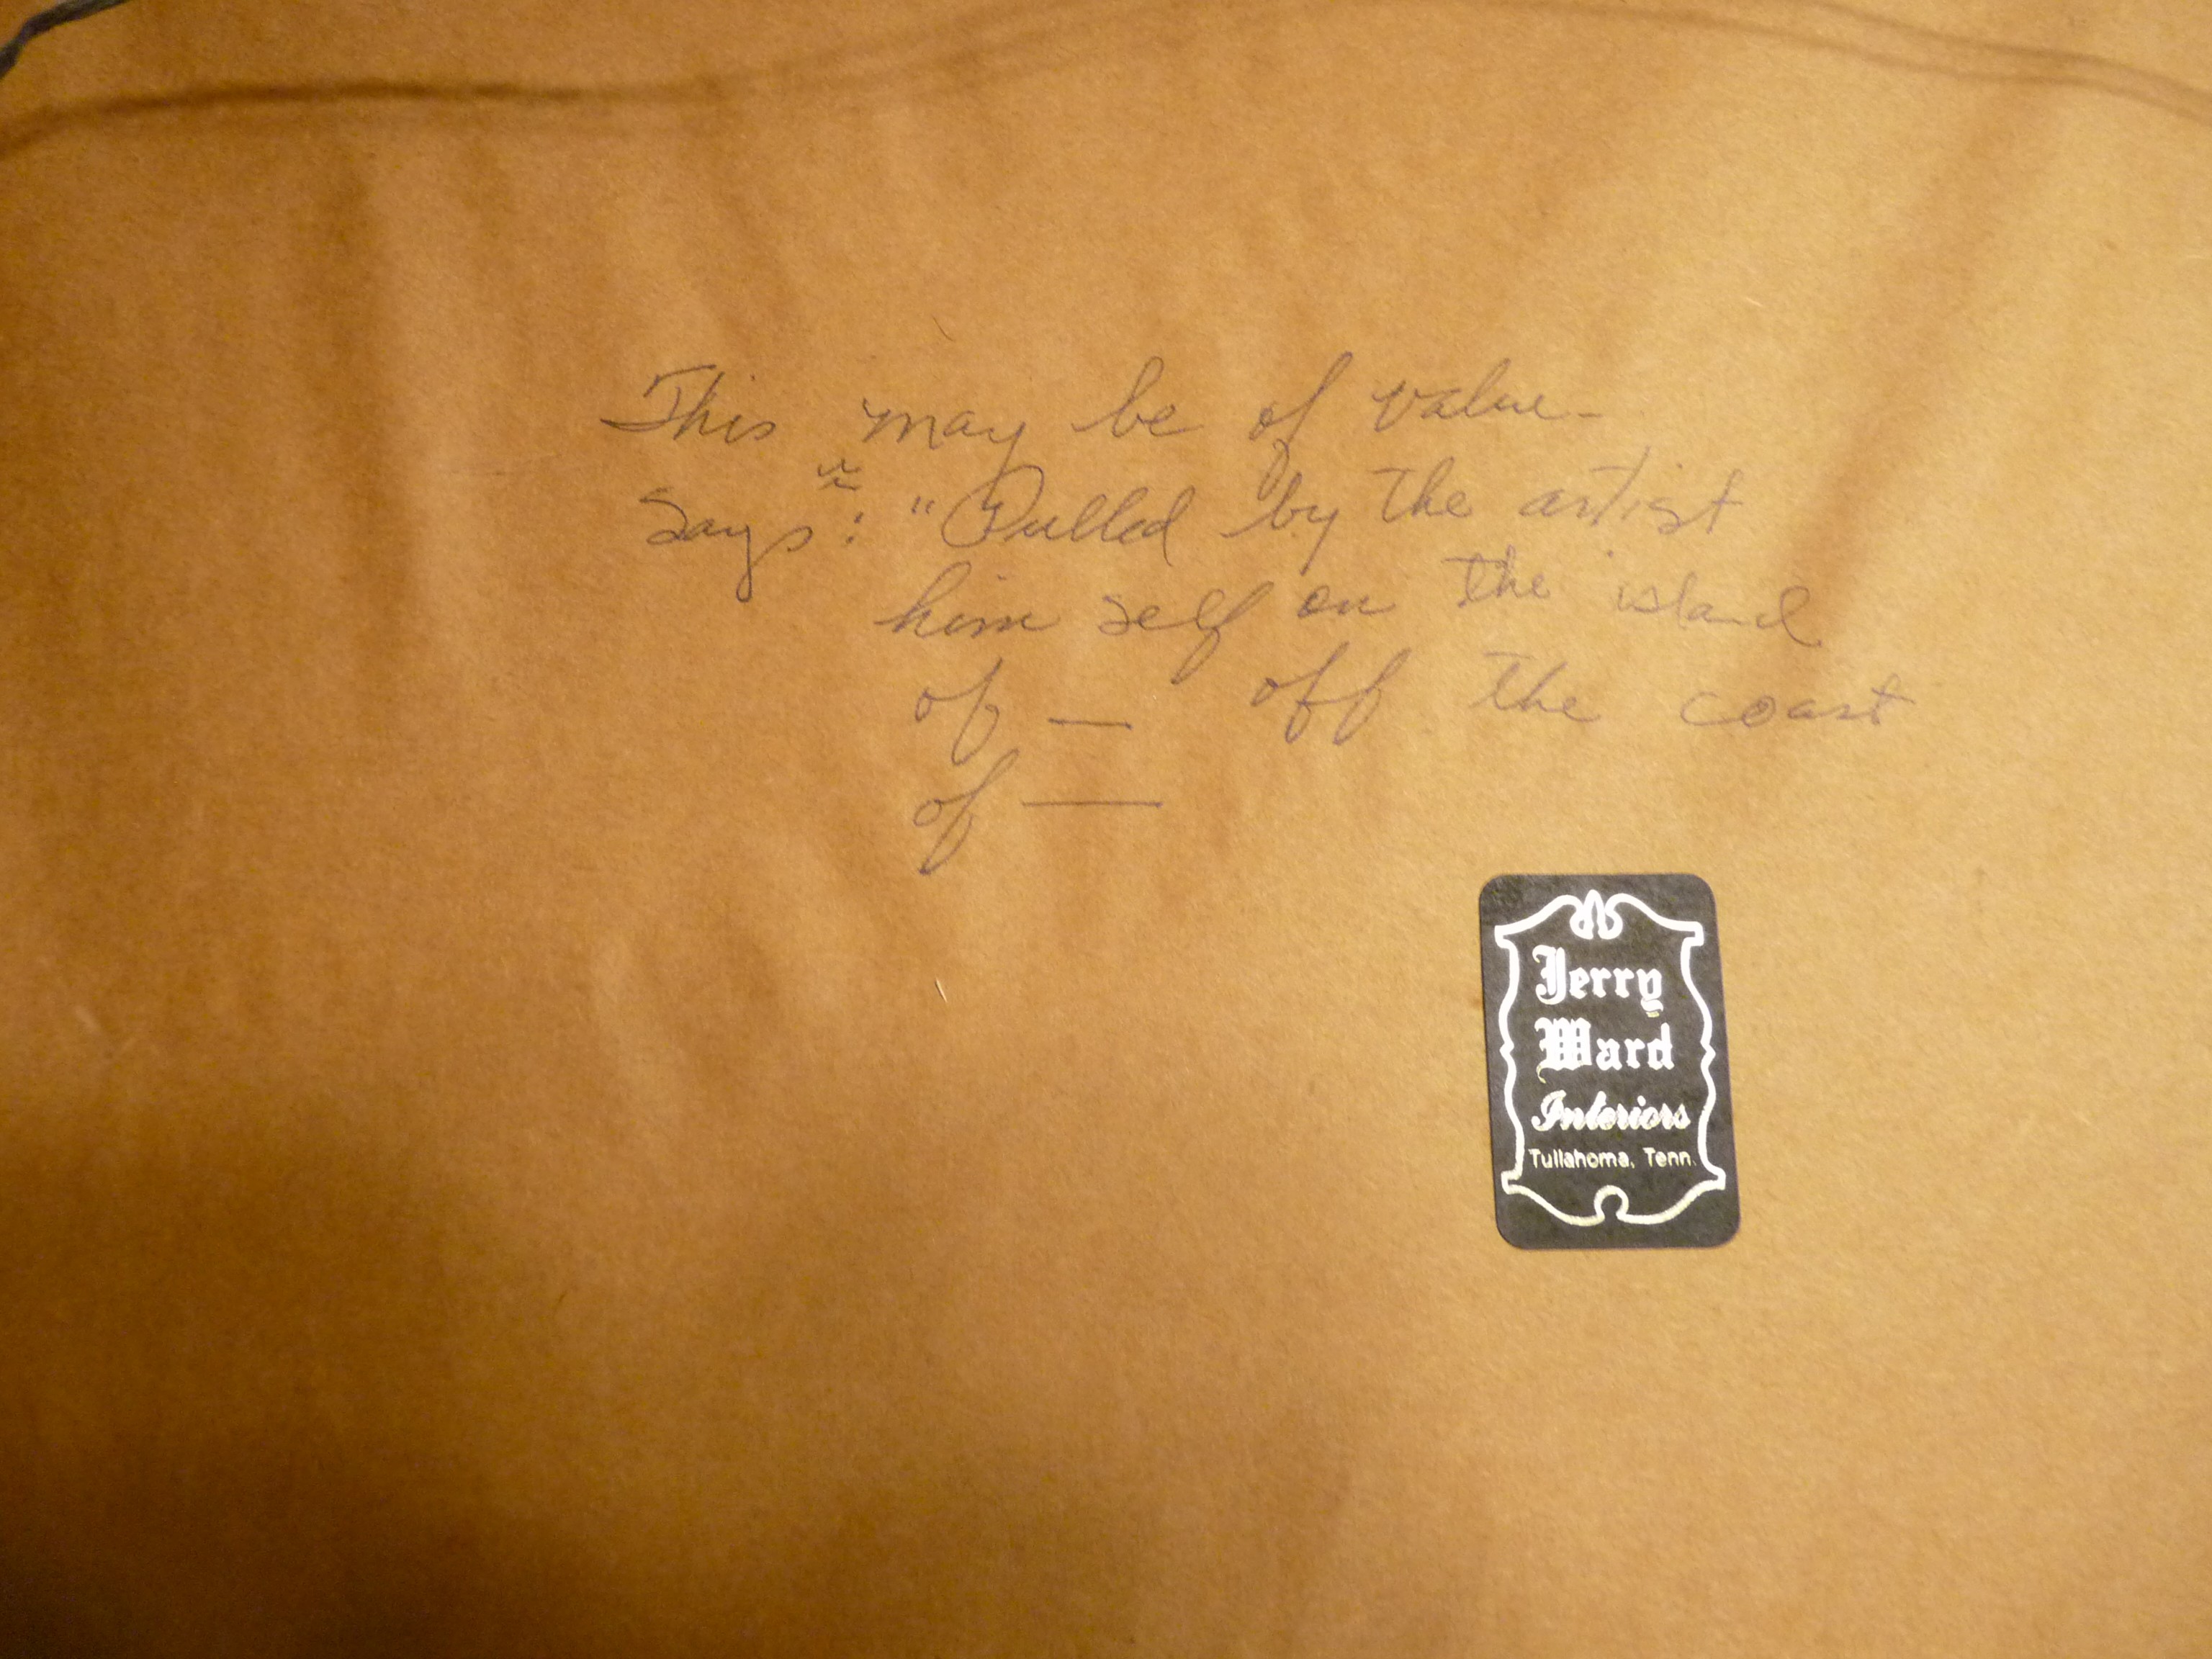 This may be of value-
Says: "Pulled by the artist
him self on the island
of — off the coast
of —
Jerry
Ward
Interiors
Tullahoma, Tenn.